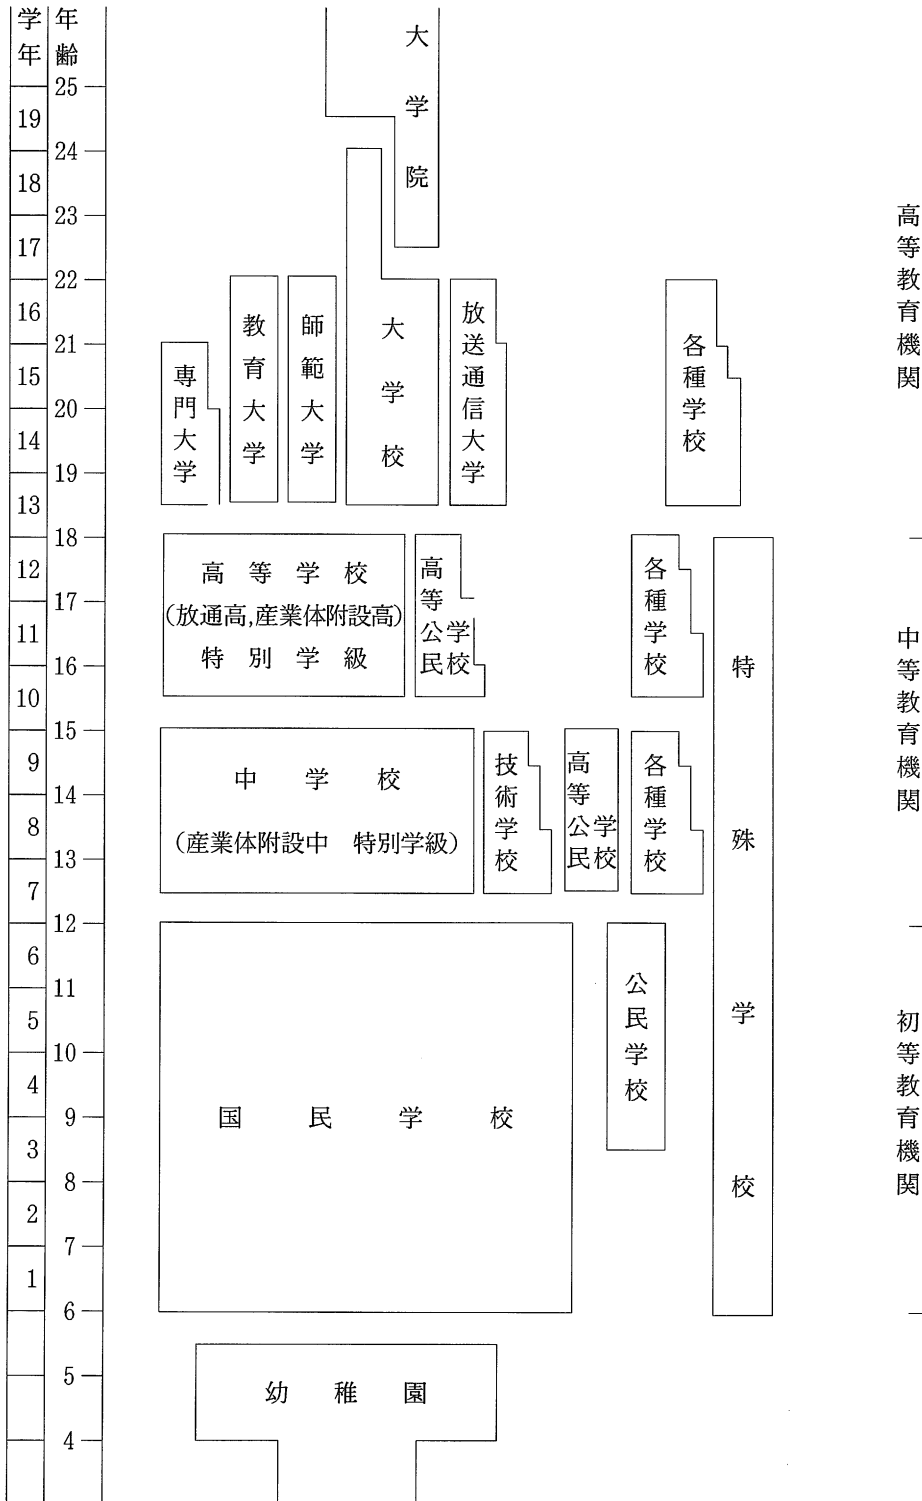 学年
年齢
25
19
24
18
23
17
22
16
21
15
20
14
19
13
18
12
17
11
16
10
15
9
14
8
13
7
12
6
11
5
10
4
9
3
8
2
7
1
6
5
4
大学院
専門大学
教育大学
師範大学
大学校
放送通信大学
各種学校
高等学校
(放通高,産業体附設高)
特別学級
高等公民学校
各種学校
特殊学校
中学校
(産業体附設中 特別学級)
技術学校
高等公民学校
各種学校
国民学校
公民学校
幼稚園
高等教育機関
中等教育機関
初等教育機関